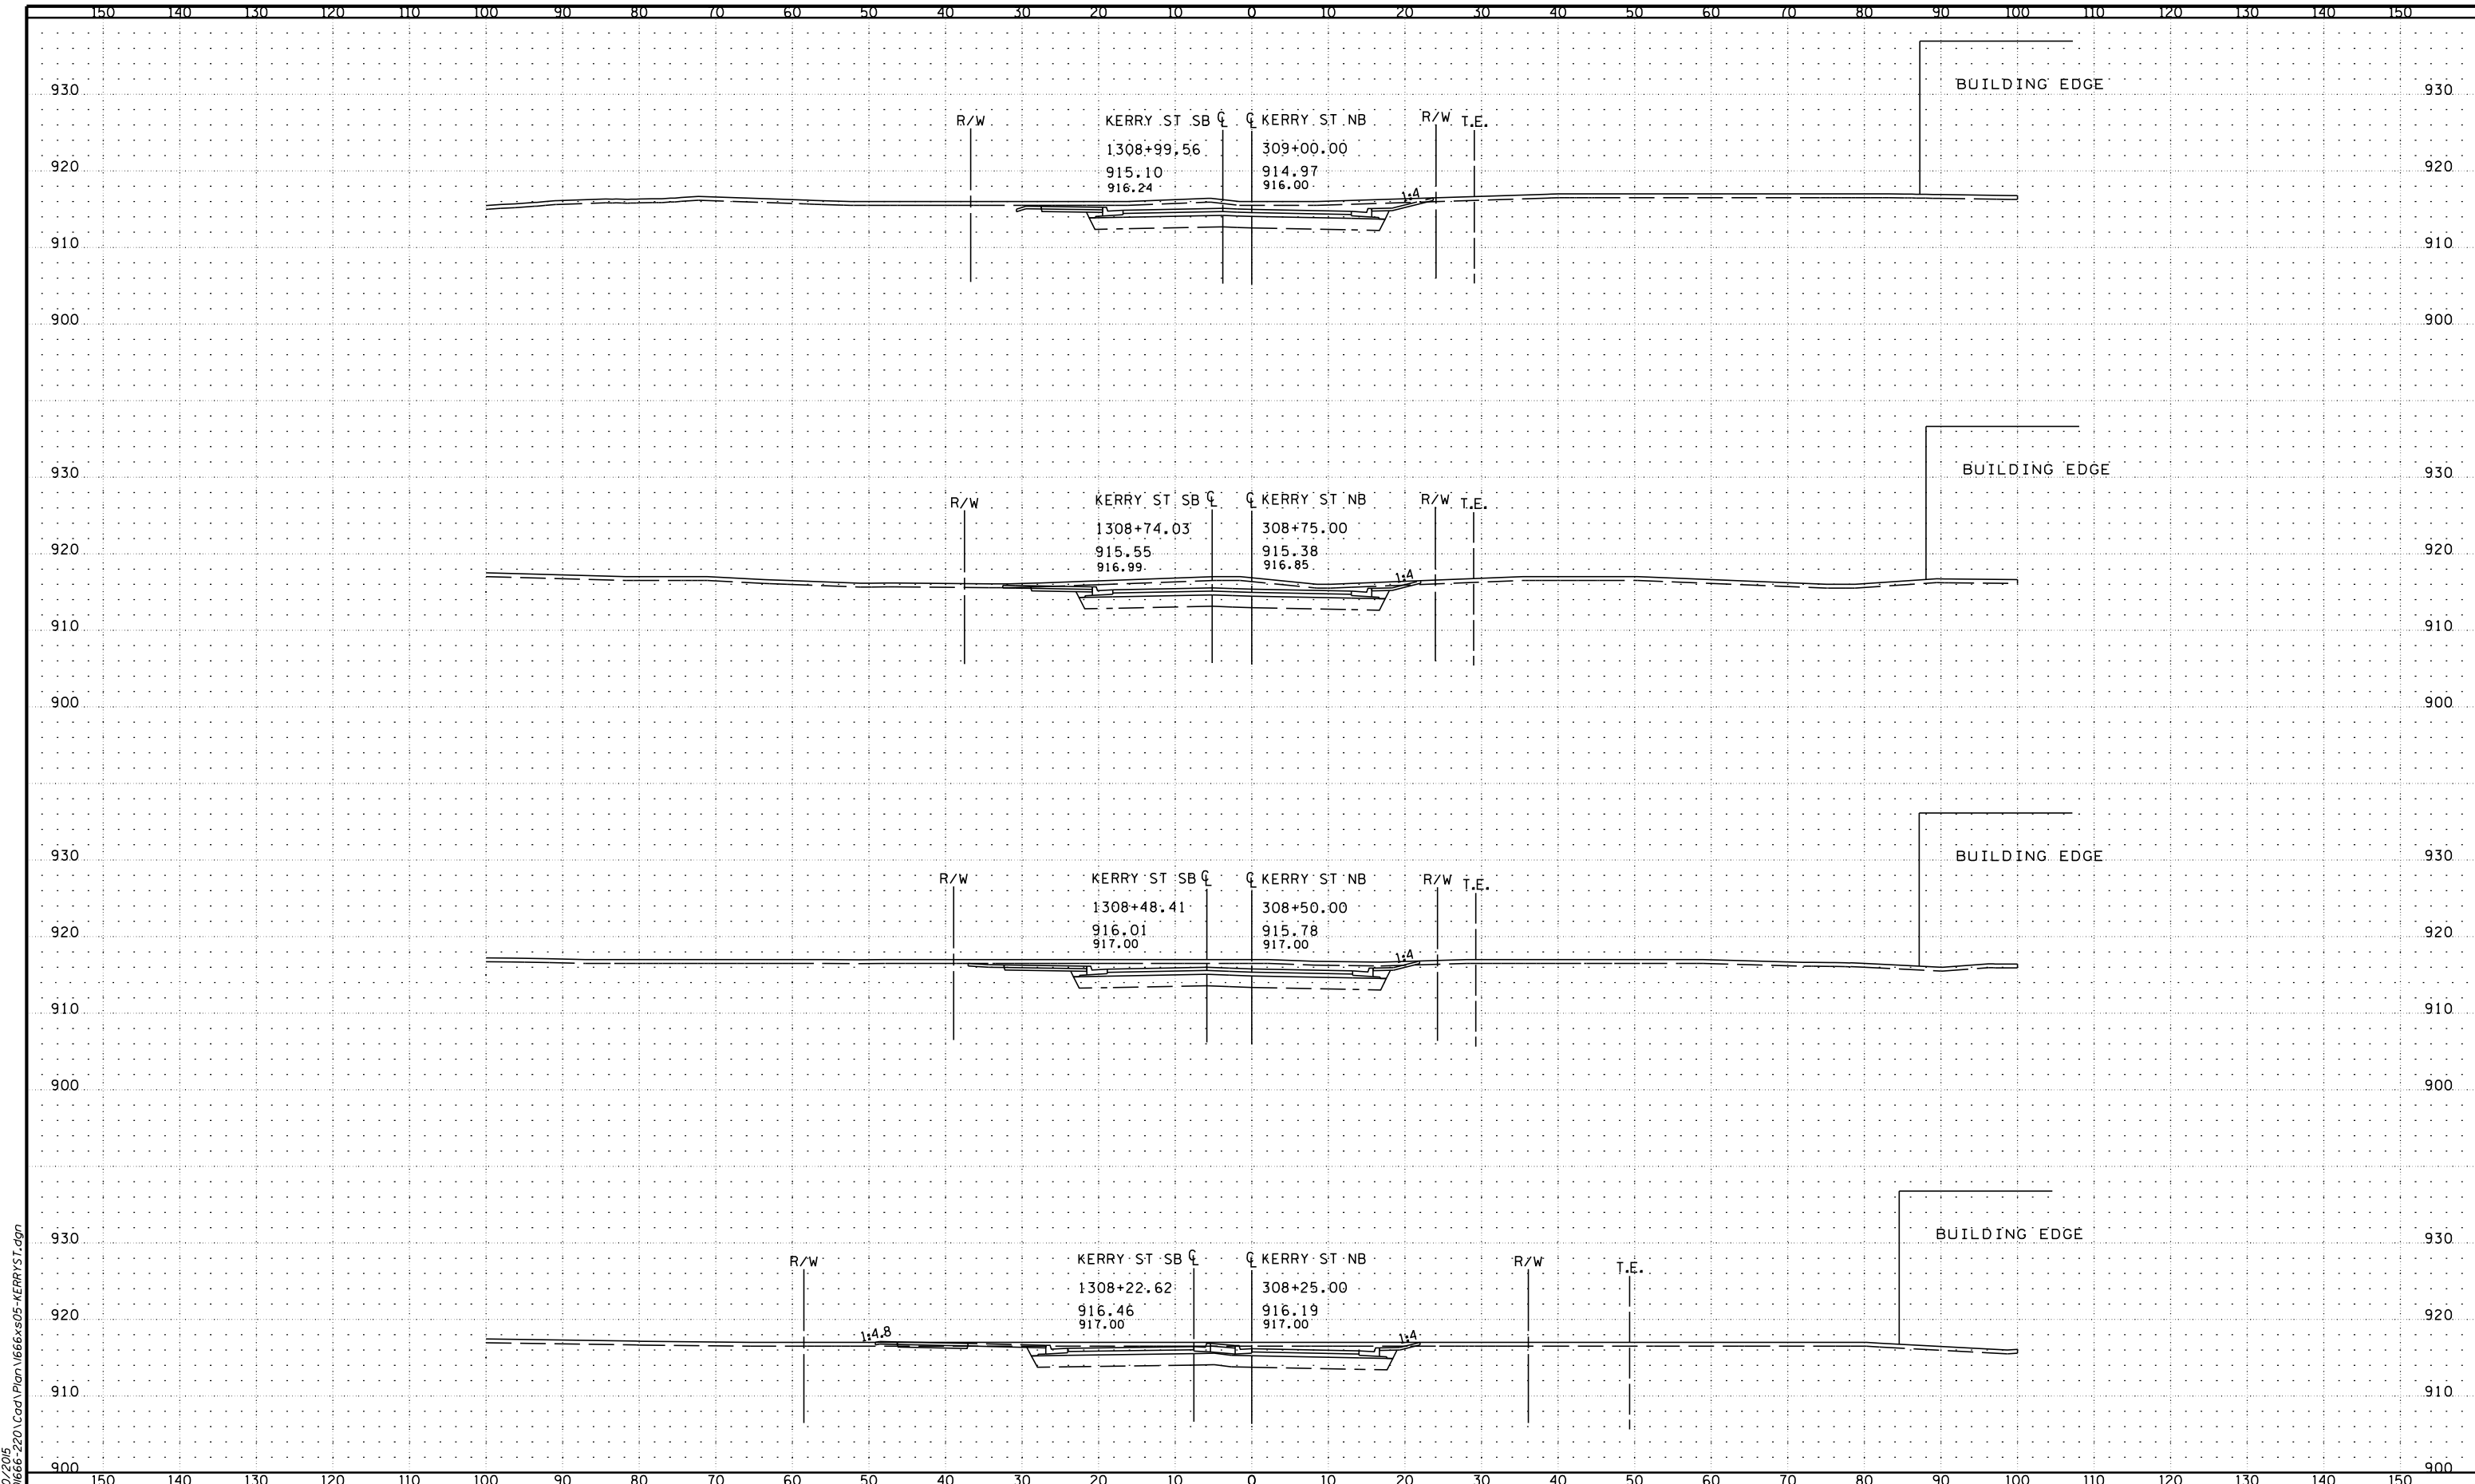 150 140 130 120 110 100 90 80 70 60 50 40 30 20 10 0 10 20 30 40 50 60 70 80 90 100 110 120 130 140 150
930 BUILDING EDGE 930
R/W KERRY ST SB ℄ ℄ KERRY ST NB R/W T.E.
1308+99.56 309+00.00
920 915.10 914.97 920
916.24 916.00
1:4
910 910
900 900
930 BUILDING EDGE 930
R/W KERRY ST SB ℄ ℄ KERRY ST NB R/W T.E.
1308+74.03 308+75.00
920 915.55 915.38 920
916.99 916.85
1:4
910 910
900 900
930 BUILDING EDGE 930
R/W KERRY ST SB ℄ ℄ KERRY ST NB R/W T.E.
1308+48.41 308+50.00
920 916.01 915.78 920
917.00 917.00
1:4
910 910
900 900
930 BUILDING EDGE 930
R/W KERRY ST SB ℄ ℄ KERRY ST NB R/W T.E.
1308+22.62 308+25.00
920 916.46 916.19 920
917.00 917.00
1:4.8 1:4
910 910
900 900
150 140 130 120 110 100 90 80 70 60 50 40 30 20 10 0 10 20 30 40 50 60 70 80 90 100 110 120 130 140 150
0/2015
1666-220\Cad\Plan\1666xs05-KERRYST.dgn